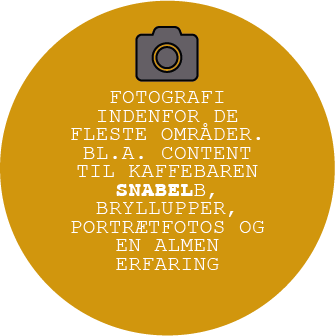 FOTOGRAFI
INDENFOR DE
FLESTE OMRÅDER.
BL.A. CONTENT
TIL KAFFEBAREN
SNABELB,
BRYLLUPPER,
PORTRÆTFOTOS OG
EN ALMEN
ERFARING